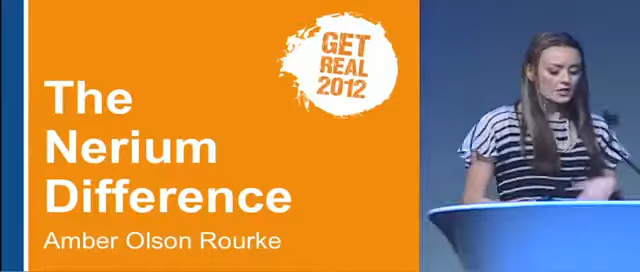 GET
REAL
2012
The
Nerium
Difference
Amber Olson Rourke